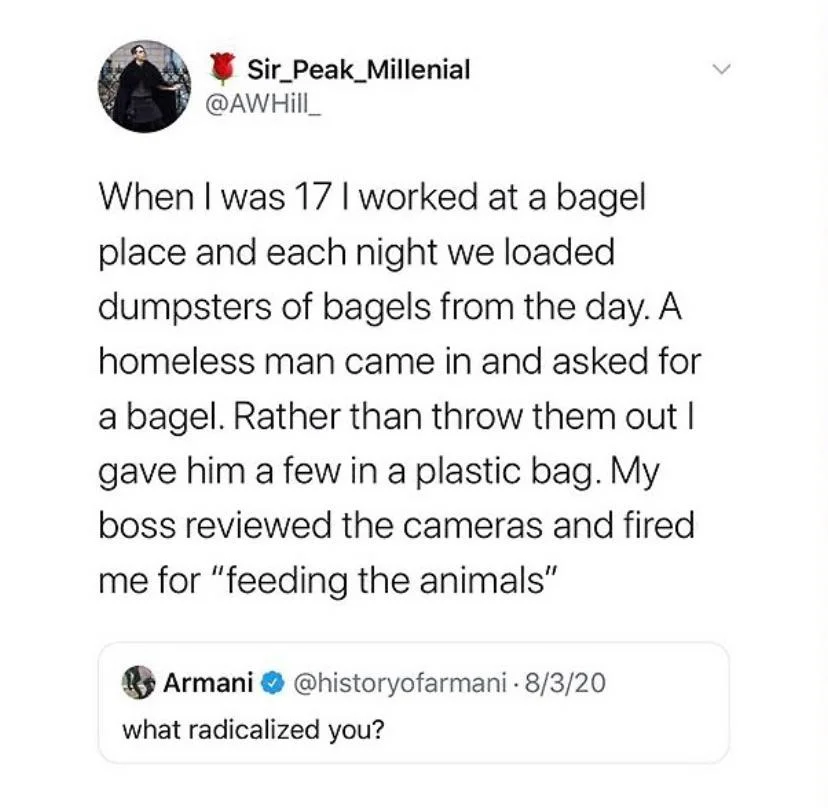 🌹 Sir_Peak_Millenial
@AWHill_
When I was 17 I worked at a bagel
place and each night we loaded
dumpsters of bagels from the day. A
homeless man came in and asked for
a bagel. Rather than throw them out I
gave him a few in a plastic bag. My
boss reviewed the cameras and fired
me for "feeding the animals"
Armani @historyofarmani · 8/3/20
what radicalized you?